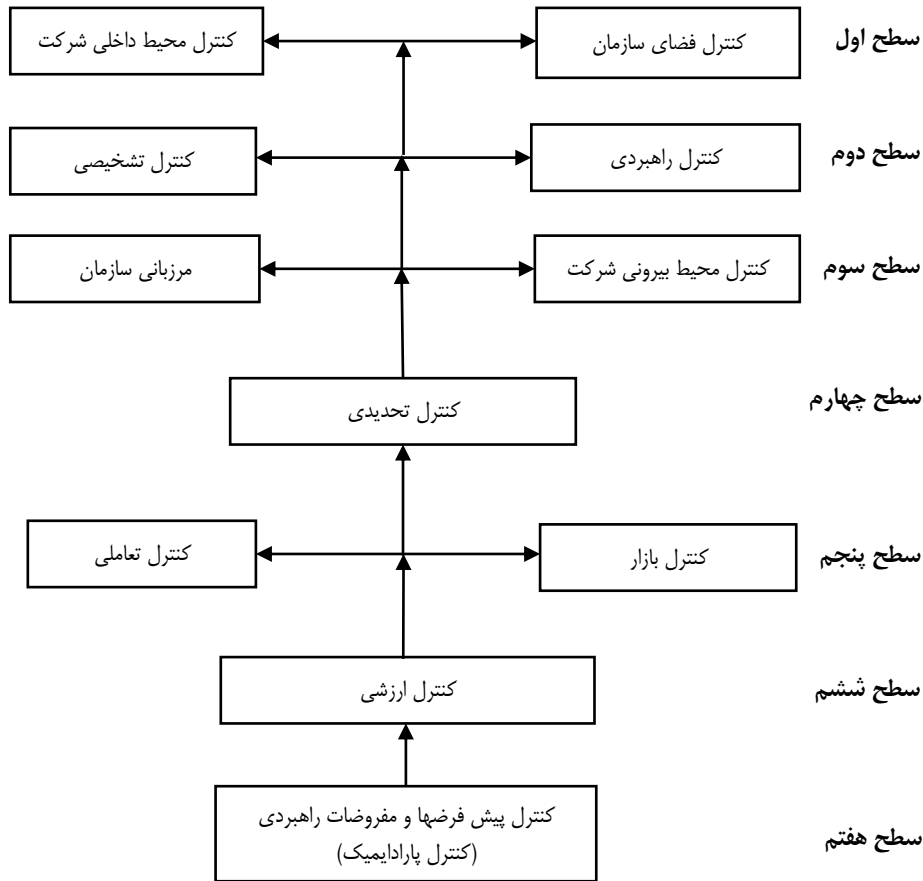 سطح اول
کنترل فضای سازمان
کنترل محیط داخلی شرکت
سطح دوم
کنترل راهبردی
کنترل تشخیصی
سطح سوم
کنترل محیط بیرونی شرکت
مرزبانی سازمان
سطح چهارم
کنترل تحدیدی
سطح پنجم
کنترل بازار
کنترل تعاملی
سطح ششم
کنترل ارزشی
سطح هفتم
کنترل پیش فرضها و مفروضات راهبردی
(کنترل پارادایمیک)